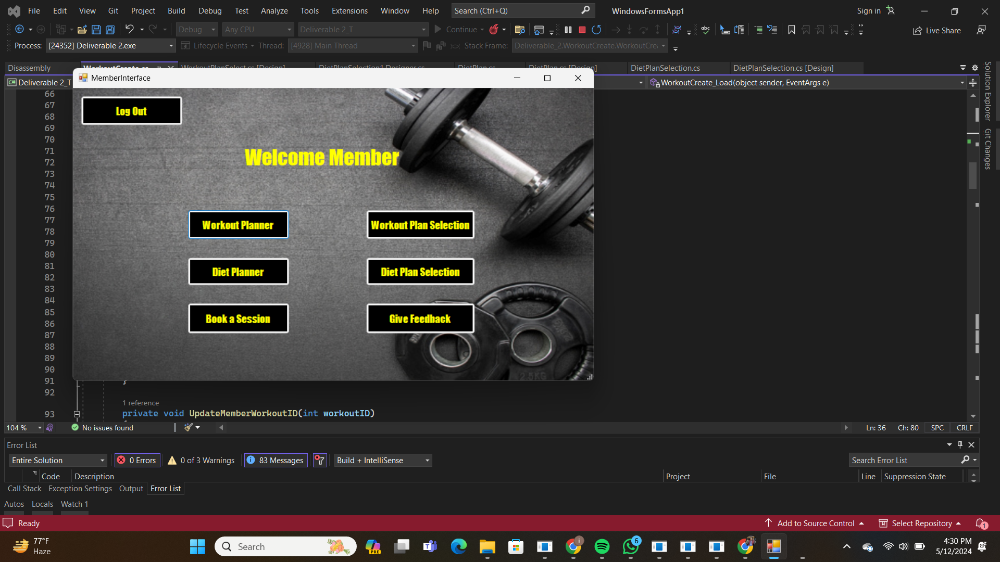 File Edit View Git Project Build Debug Test Analyze Tools Extensions Window Help Search (Ctrl+Q) WindowsFormsApp1 Sign in
Debug Any CPU Deliverable 2_T Continue Live Share
Process: [24352] Deliverable 2.exe Lifecycle Events Thread: [4928] Main Thread Stack Frame: Deliverable_2.WorkoutCreate.WorkoutCrea
Disassembly WorkoutCreate.cs WorkoutPlanSelect.cs [Design] DietPlanSelection1.Designer.cs DietPlan.cs DietPlan.cs [Design] DietPlanSelection.cs DietPlanSelection.cs [Design]
Deliverable 2_T WorkoutCreate_Load(object sender, EventArgs e)
MemberInterface
Log Out
Welcome Member
Workout Planner Workout Plan Selection
Diet Planner Diet Plan Selection
Book a Session Give Feedback
2.5KG
66
67
68
69
70
71
72
73
74
75
76
77
78
79
80
81
82
83
84
85
86
87
88
89
90
91 }
92
1 reference
93 private void UpdateMemberWorkoutID(int workoutID)
104 % No issues found Ln: 36 Ch: 80 SPC CRLF
Error List
Entire Solution 0 Errors 0 of 3 Warnings 83 Messages Build + IntelliSense Search Error List
Code Description Project File Line Suppression State
Call Stack Exception Settings Output Error List
Autos Locals Watch 1
Ready Add to Source Control Select Repository 1
Solution Explorer
Git Changes
77°F
Haze
Search
PRE
6
4:30 PM
5/12/2024